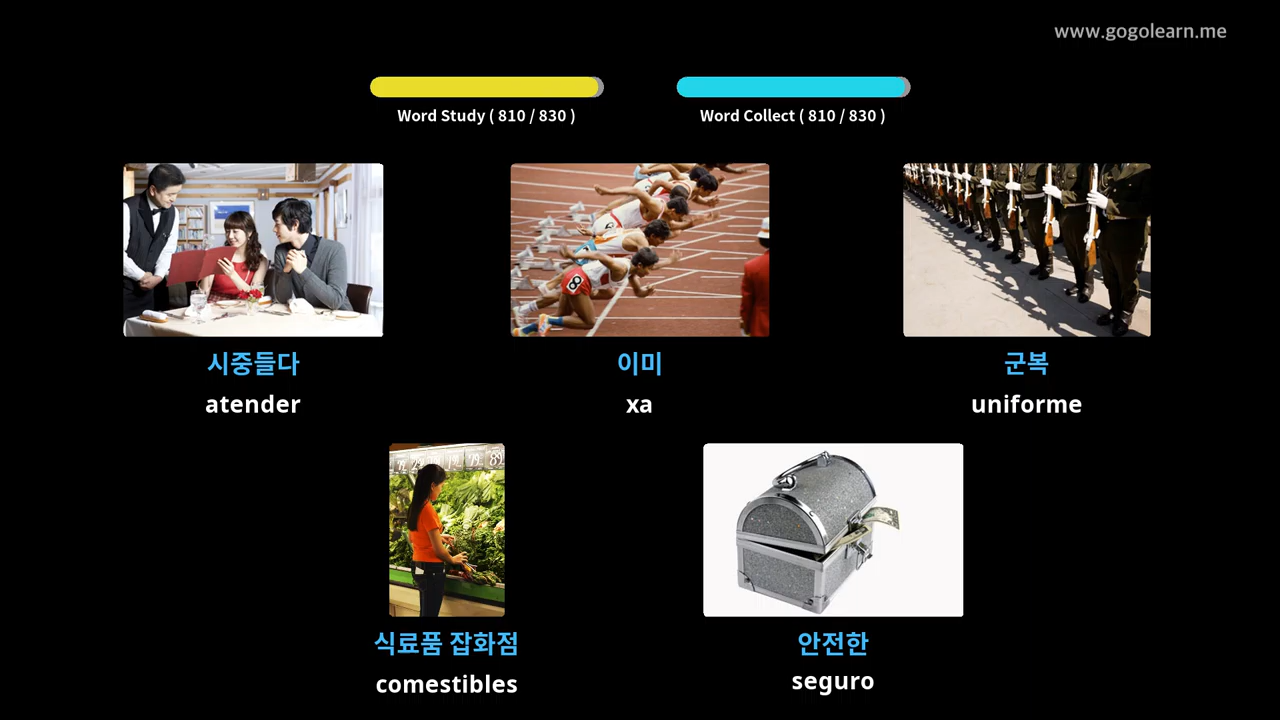 www.gogolearn.me
Word Study ( 810 / 830 )
Word Collect ( 810 / 830 )
시중들다
이미
군복
atender
xa
uniforme
식료품 잡화점
안전한
comestibles
seguro